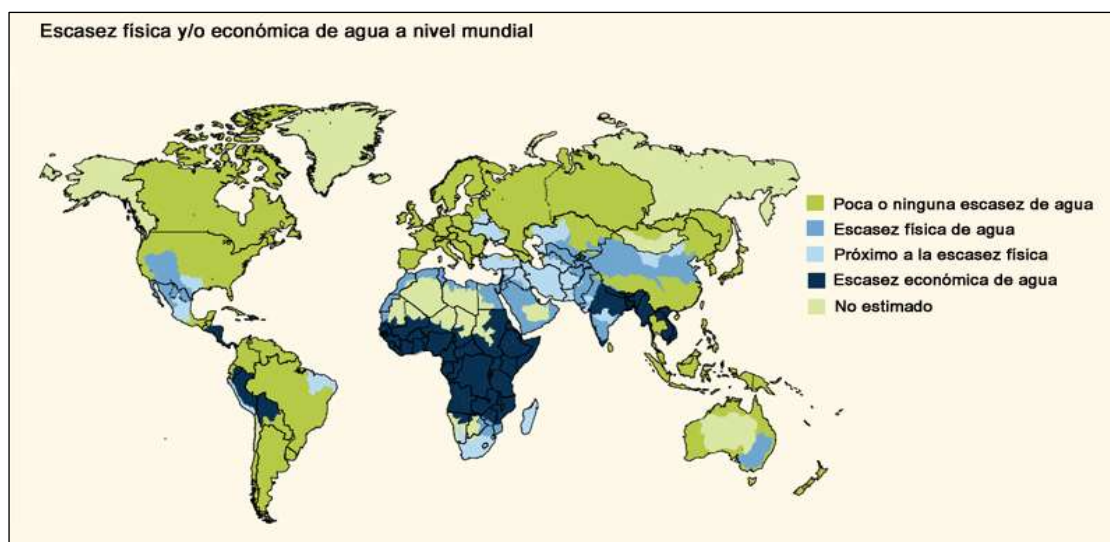 Escasez física y/o económica de agua a nivel mundial
Poca o ninguna escasez de agua
Escasez física de agua
Próximo a la escasez física
Escasez económica de agua
No estimado